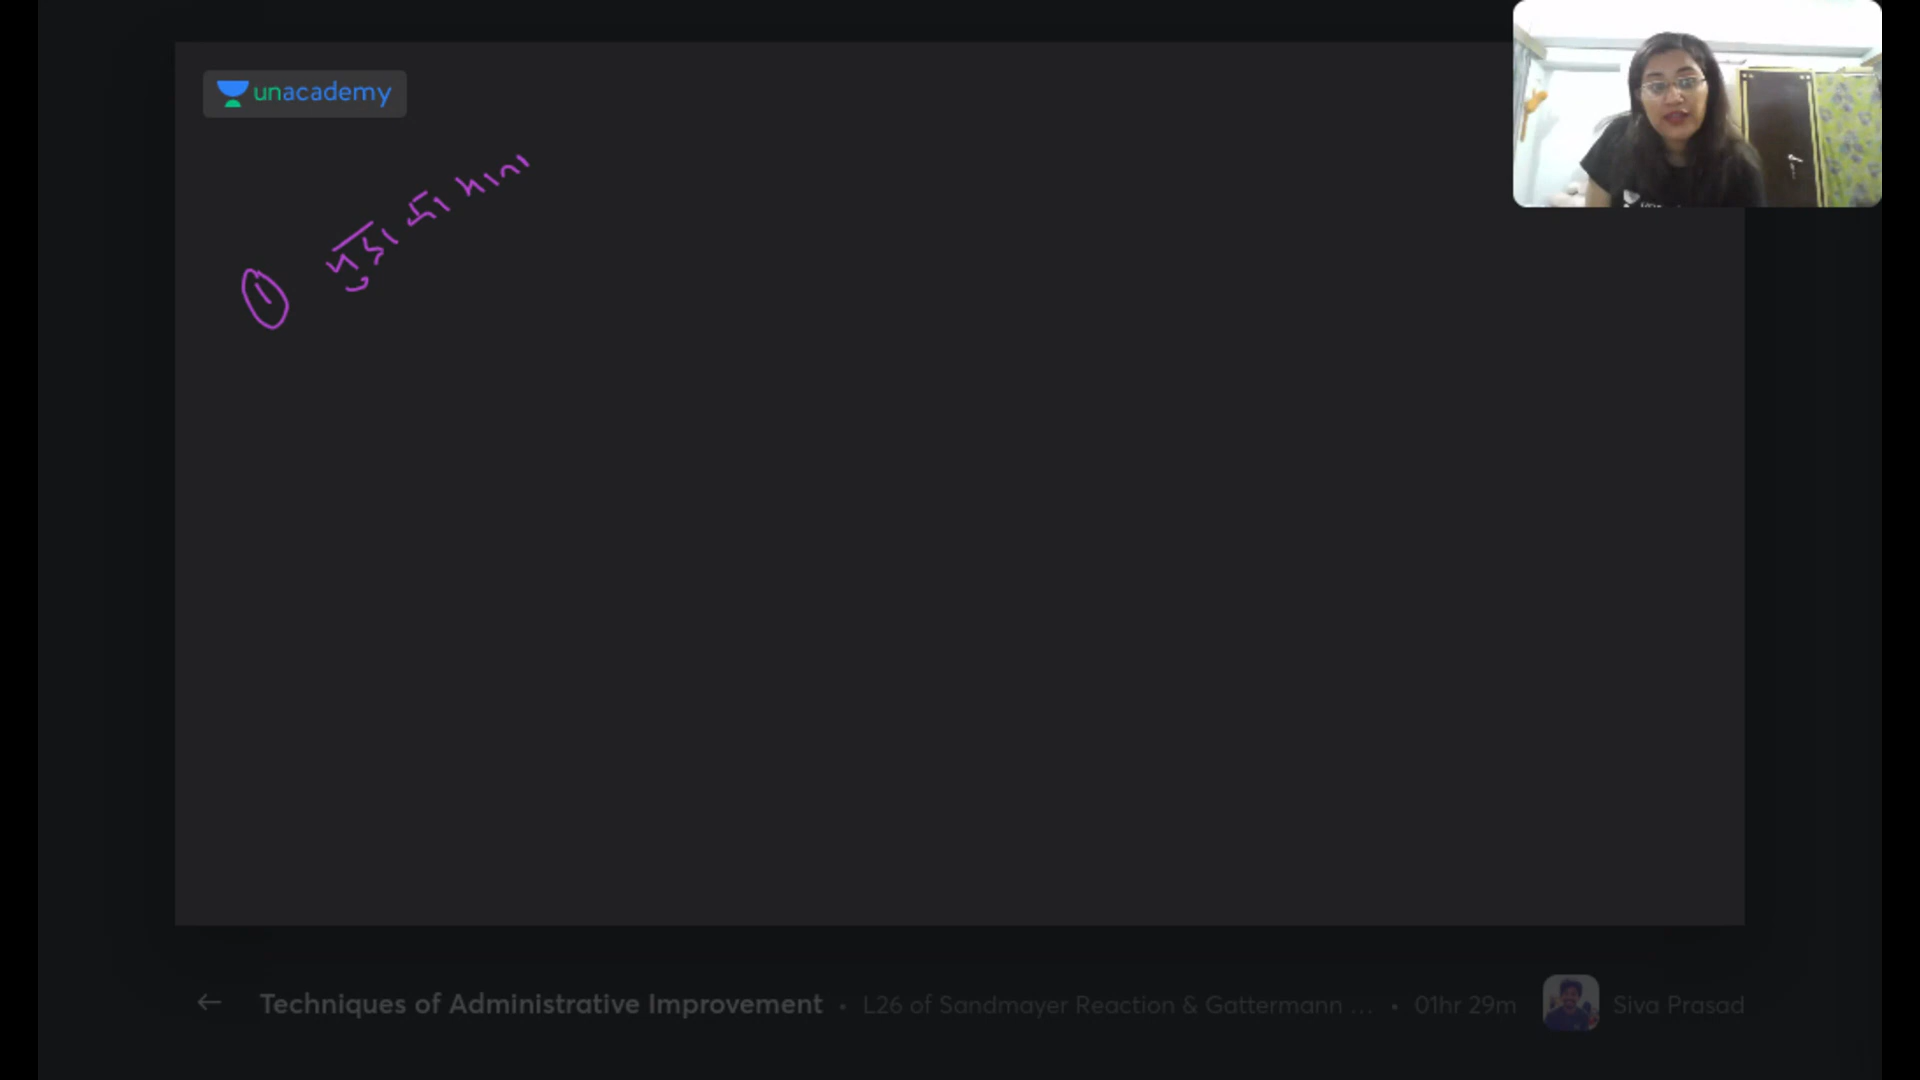 unacademy
① मुद्रा का
← Techniques of Administrative Improvement • L26 of Sandmayer Reaction & Gattermann ... • 01hr 29m Siva Prasad